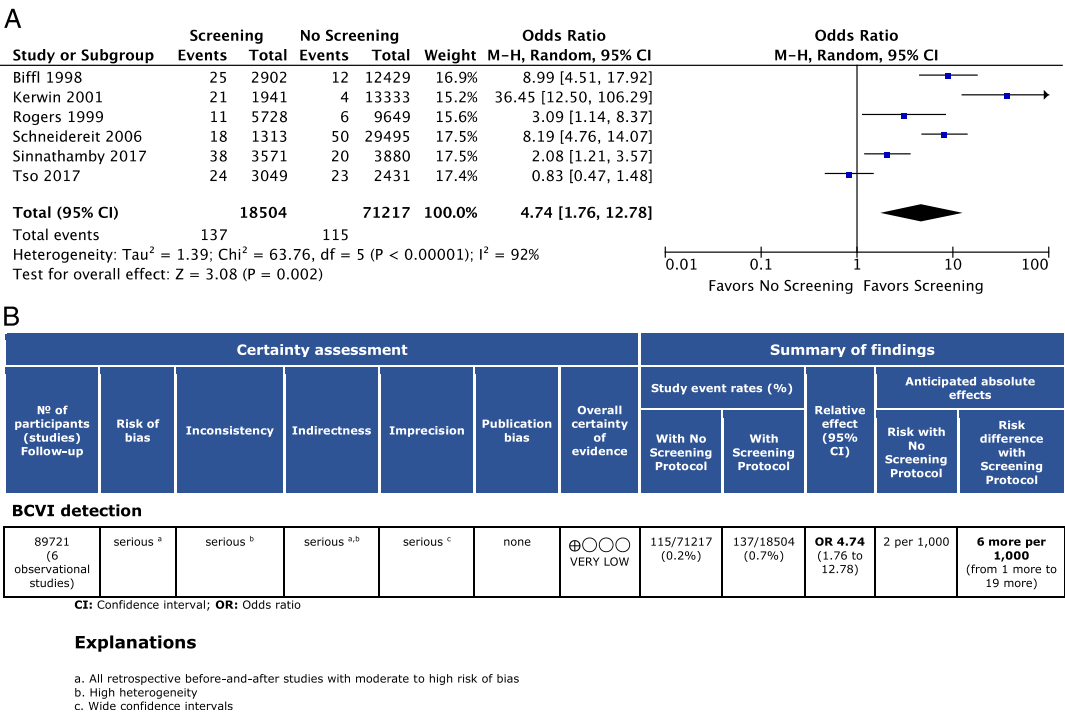 A
Screening No Screening Odds Ratio Odds Ratio
Study or Subgroup Events Total Events Total Weight M-H, Random, 95% CI M-H, Random, 95% CI
Biffl 1998 25 2902 12 12429 16.9% 8.99 [4.51, 17.92]
Kerwin 2001 21 1941 4 13333 15.2% 36.45 [12.50, 106.29]
Rogers 1999 11 5728 6 9649 15.6% 3.09 [1.14, 8.37]
Schneidereit 2006 18 1313 50 29495 17.5% 8.19 [4.76, 14.07]
Sinnathamby 2017 38 3571 20 3880 17.5% 2.08 [1.21, 3.57]
Tso 2017 24 3049 23 2431 17.4% 0.83 [0.47, 1.48]
Total (95% CI) 18504 71217 100.0% 4.74 [1.76, 12.78]
Total events 137 115
Heterogeneity: Tau² = 1.39; Chi² = 63.76, df = 5 (P < 0.00001); I² = 92%
Test for overall effect: Z = 3.08 (P = 0.002)
0.01 0.1 1 10 100
Favors No Screening Favors Screening
B
Certainty assessment
Summary of findings
Nº of
participants
(studies)
Follow-up
Risk of
bias
Inconsistency
Indirectness
Imprecision
Publication
bias
Overall
certainty
of
evidence
Study event rates (%)
With No
Screening
Protocol
With
Screening
Protocol
Relative
effect
(95%
CI)
Anticipated absolute
effects
Risk with
No
Screening
Protocol
Risk
difference
with
Screening
Protocol
BCVI detection
89721
(6
observational
studies)
serious a
serious b
serious a,b
serious c
none
⨁◯◯◯
VERY LOW
115/71217
(0.2%)
137/18504
(0.7%)
OR 4.74
(1.76 to
12.78)
2 per 1,000
6 more per
1,000
(from 1 more to
19 more)
CI: Confidence interval; OR: Odds ratio
Explanations
a. All retrospective before-and-after studies with moderate to high risk of bias
b. High heterogeneity
c. Wide confidence intervals